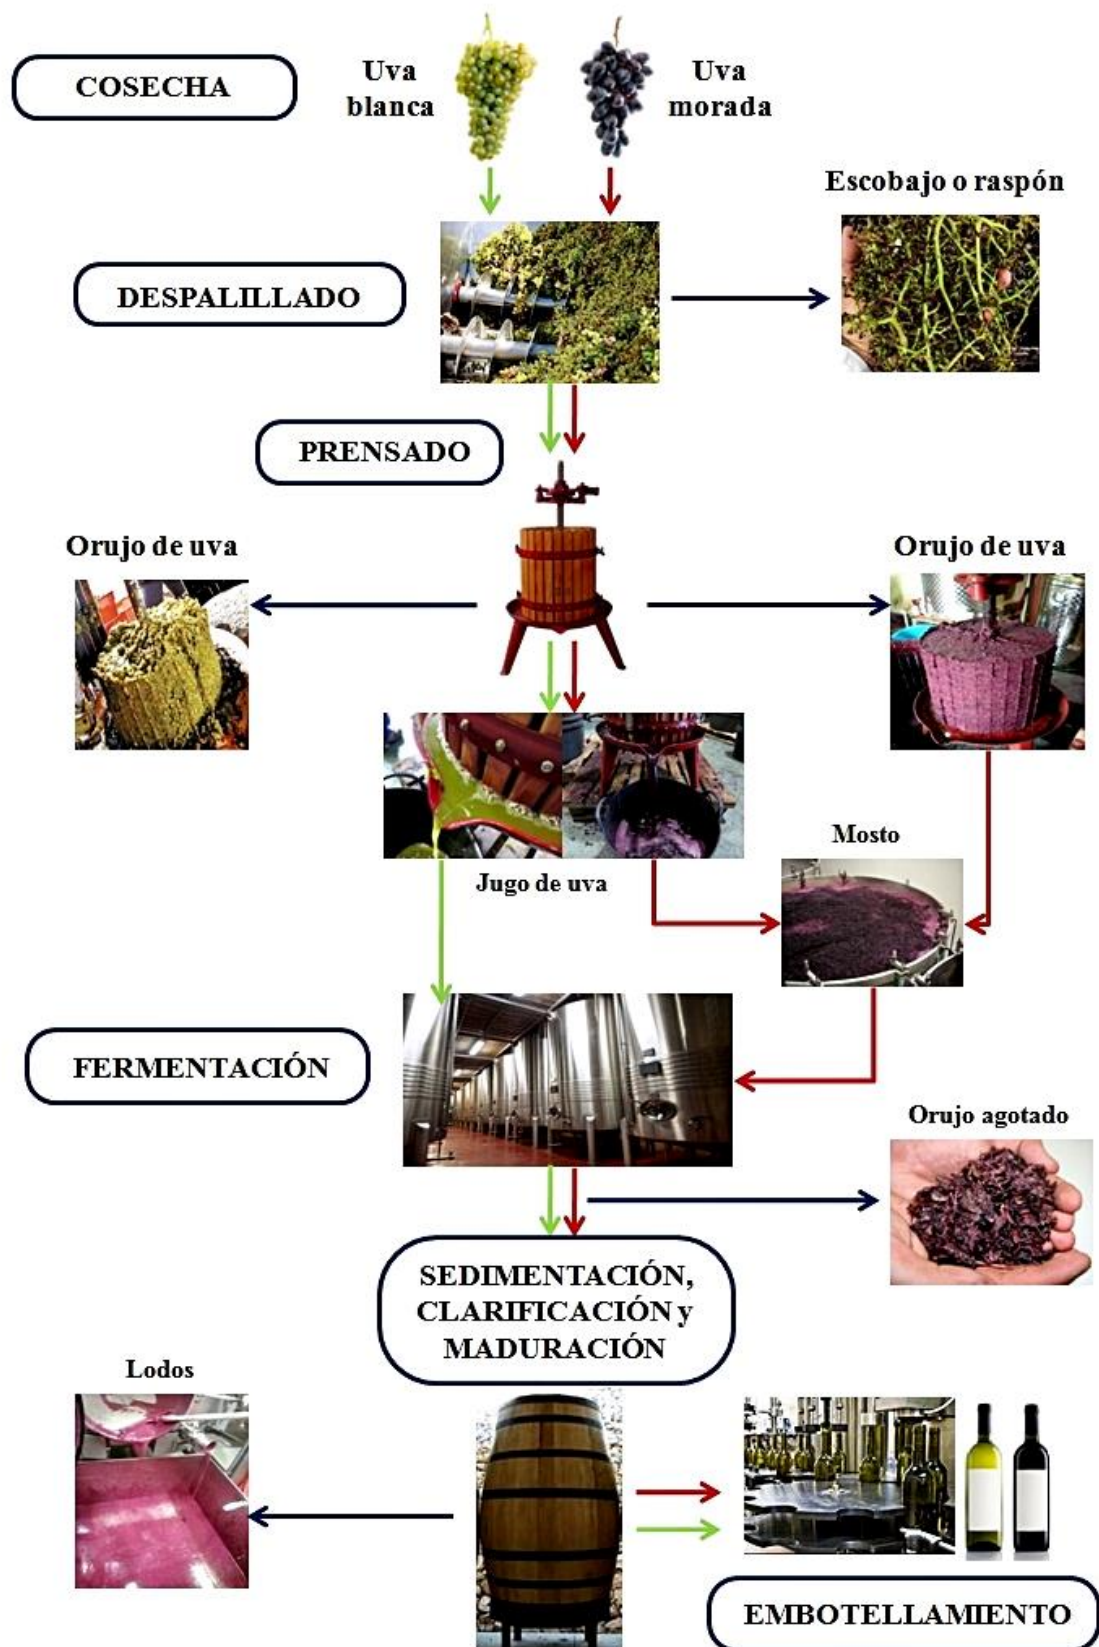 COSECHA
Uva
blanca
Uva
morada
Escobajo o raspón
DESPALILLADO
PRENSADO
Orujo de uva
Orujo de uva
Mosto
Jugo de uva
FERMENTACIÓN
Orujo agotado
SEDIMENTACIÓN,
CLARIFICACIÓN y
MADURACIÓN
Lodos
EMBOTELLAMIENTO